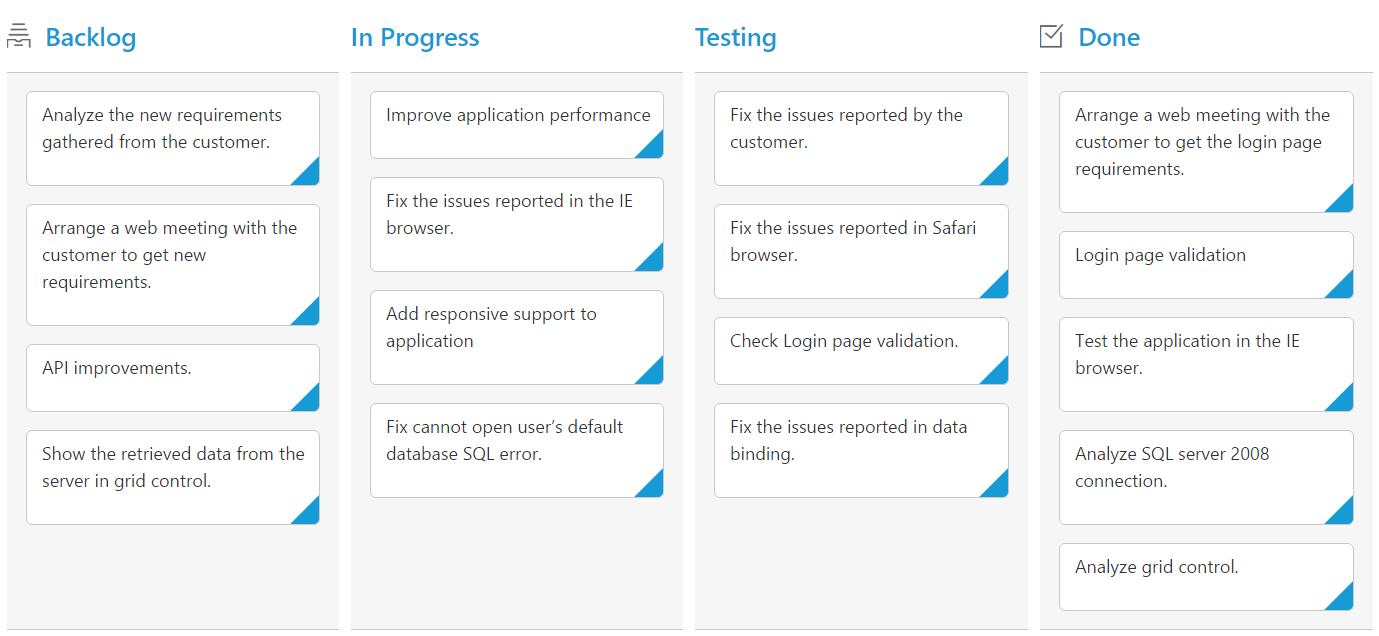 Backlog
Analyze the new requirements
gathered from the customer.
Arrange a web meeting with the
customer to get new
requirements.
API improvements.
Show the retrieved data from the
server in grid control.
In Progress
Improve application performance
Fix the issues reported in the IE
browser.
Add responsive support to
application
Fix cannot open user’s default
database SQL error.
Testing
Fix the issues reported by the
customer.
Fix the issues reported in Safari
browser.
Check Login page validation.
Fix the issues reported in data
binding.
Done
Arrange a web meeting with the
customer to get the login page
requirements.
Login page validation
Test the application in the IE
browser.
Analyze SQL server 2008
connection.
Analyze grid control.